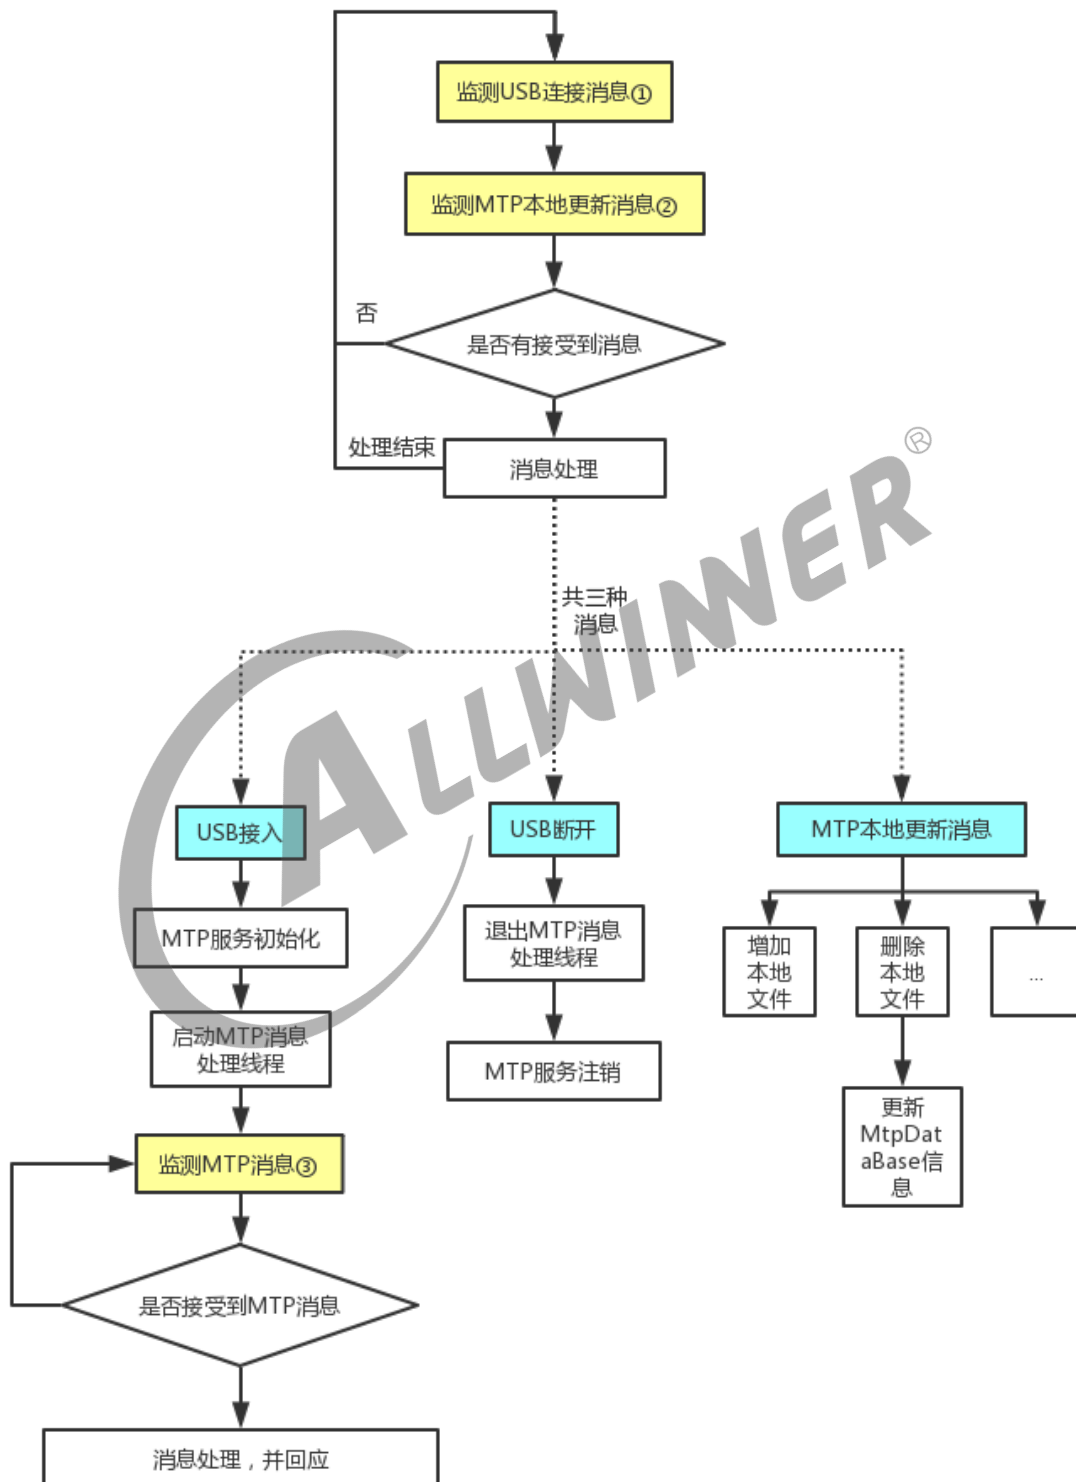 监测USB连接消息①
监测MTP本地更新消息②
否
是否有接受到消息
处理结束
消息处理
ALLWINNER®
共三种
消息
USB接入
USB断开
MTP本地更新消息
MTP服务初始化
退出MTP消息
处理线程
增加
本地
文件
删除
本地
文件
...
启动MTP消息
处理线程
MTP服务注销
更新
MtpDat
aBase信
息
监测MTP消息③
是否接受到MTP消息
消息处理，并回应